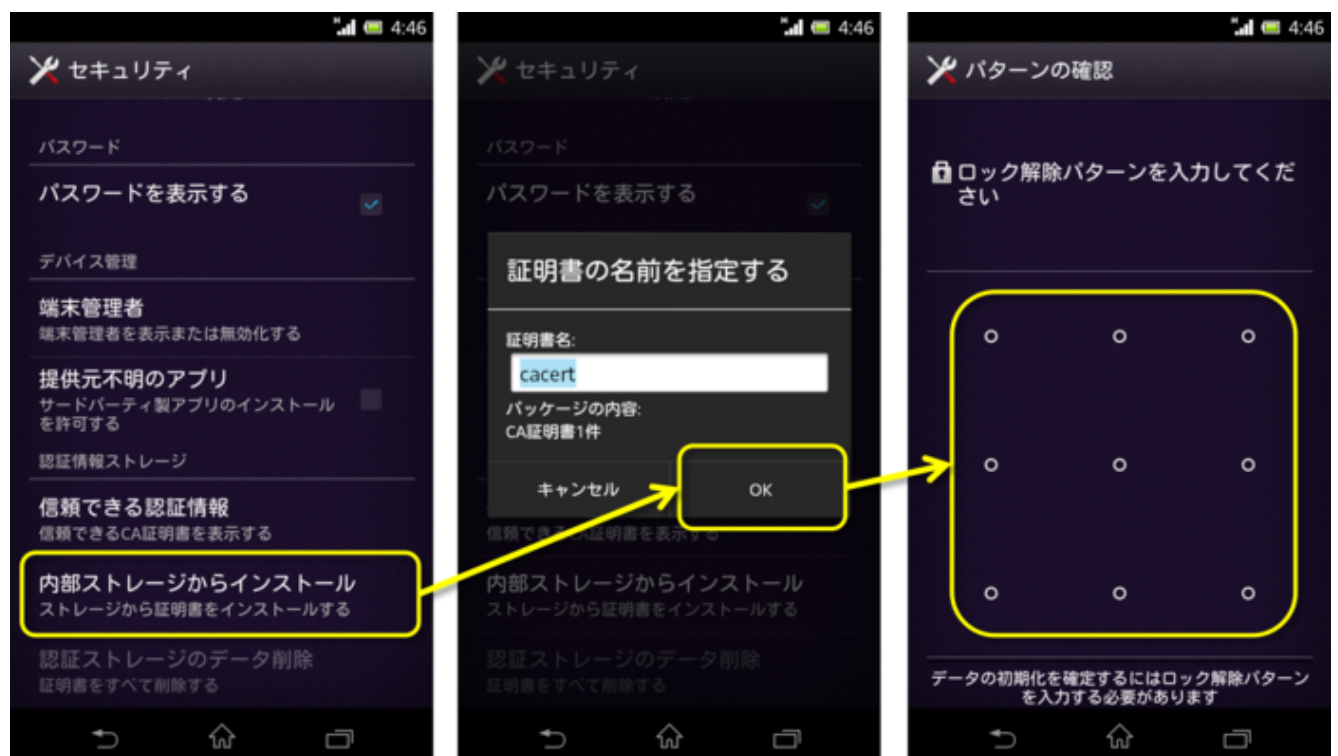 4:46
セキュリティ
パスワード
パスワードを表示する
デバイス管理
端末管理者
端末管理者を表示または無効化する
提供元不明のアプリ
サードパーティ製アプリのインストール
を許可する
認証情報ストレージ
信頼できる認証情報
信頼できるCA証明書を表示する
内部ストレージからインストール
ストレージから証明書をインストールする
認証ストレージのデータ削除
証明書をすべて削除する
4:46
セキュリティ
パスワード
パスワードを表示する
証明書の名前を指定する
証明書名:
cacert
パッケージの内容:
CA証明書1件
キャンセル
OK
信頼できるCA証明書を表示する
内部ストレージからインストール
ストレージから証明書をインストールする
認証ストレージのデータ削除
証明書をすべて削除する
4:46
パターンの確認
ロック解除パターンを入力してくだ
さい
データの初期化を確定するにはロック解除パターン
を入力する必要があります